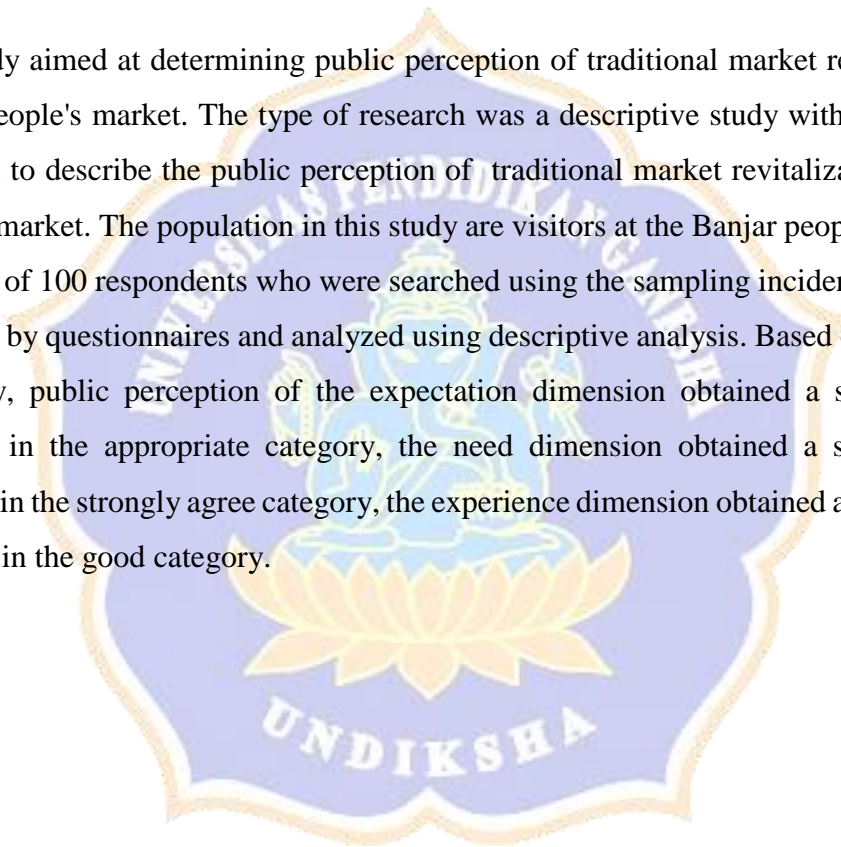 dy aimed at determining public perception of traditional market re
eople's market. The type of research was a descriptive study with
to describe the public perception of traditional market revitaliza
market. The population in this study are visitors at the Banjar peop
of 100 respondents who were searched using the sampling inciden
by questionnaires and analyzed using descriptive analysis. Based
y, public perception of the expectation dimension obtained a s
in the appropriate category, the need dimension obtained a s
in the strongly agree category, the experience dimension obtained a
in the good category.
UNIVERSITAS PENDIDIKAN GANESHA
UNDIKSHA